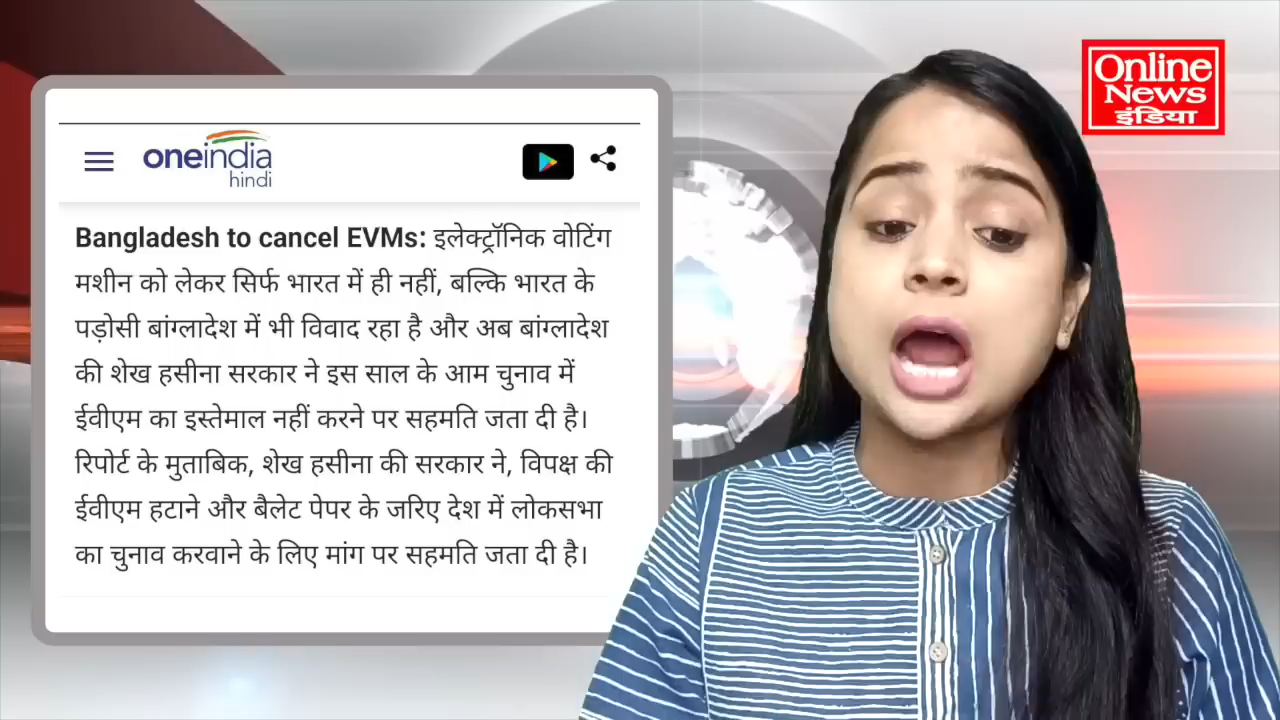 oneindia
hindi
Bangladesh to cancel EVMs: इलेक्ट्रॉनिक वोटिंग
मशीन को लेकर सिर्फ भारत में ही नहीं, बल्कि भारत के
पड़ोसी बांग्लादेश में भी विवाद रहा है और अब बांग्लादेश
की शेख हसीना सरकार ने इस साल के आम चुनाव में
ईवीएम का इस्तेमाल नहीं करने पर सहमति जता दी है।
रिपोर्ट के मुताबिक, शेख हसीना की सरकार ने, विपक्ष की
ईवीएम हटाने और बैलेट पेपर के जरिए देश में लोकसभा
का चुनाव करवाने के लिए मांग पर सहमति जता दी है।
Online
News
इंडिया